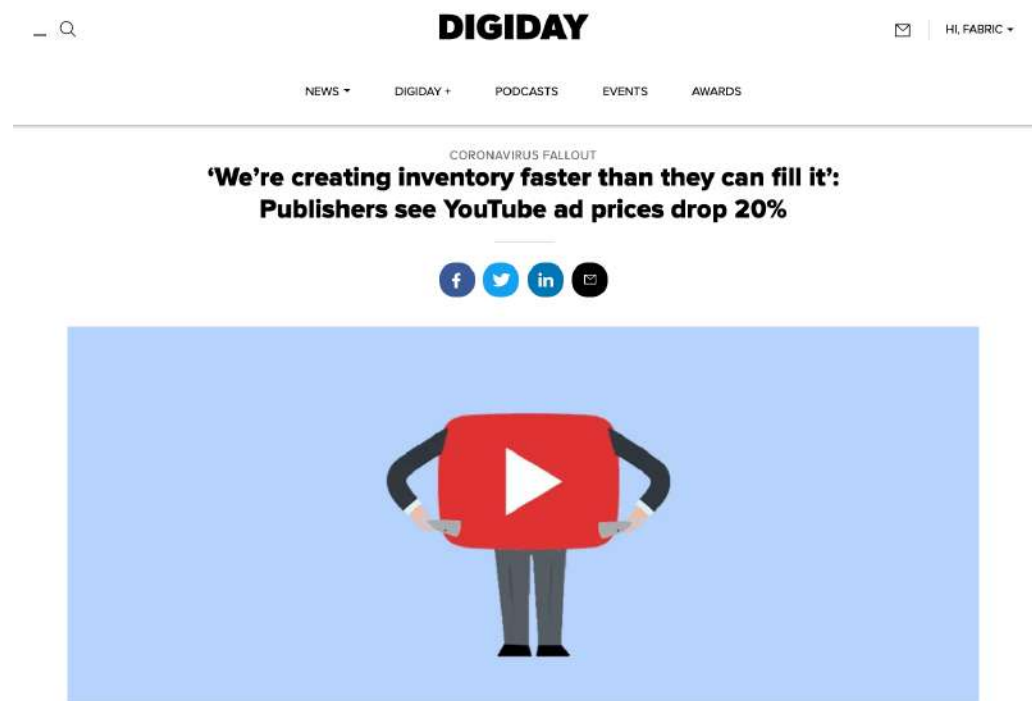 DIGIDAY
HI, FABRIC
NEWS
DIGIDAY +
PODCASTS
EVENTS
AWARDS
CORONAVIRUS FALLOUT
‘We’re creating inventory faster than they can fill it’:
Publishers see YouTube ad prices drop 20%
f
in